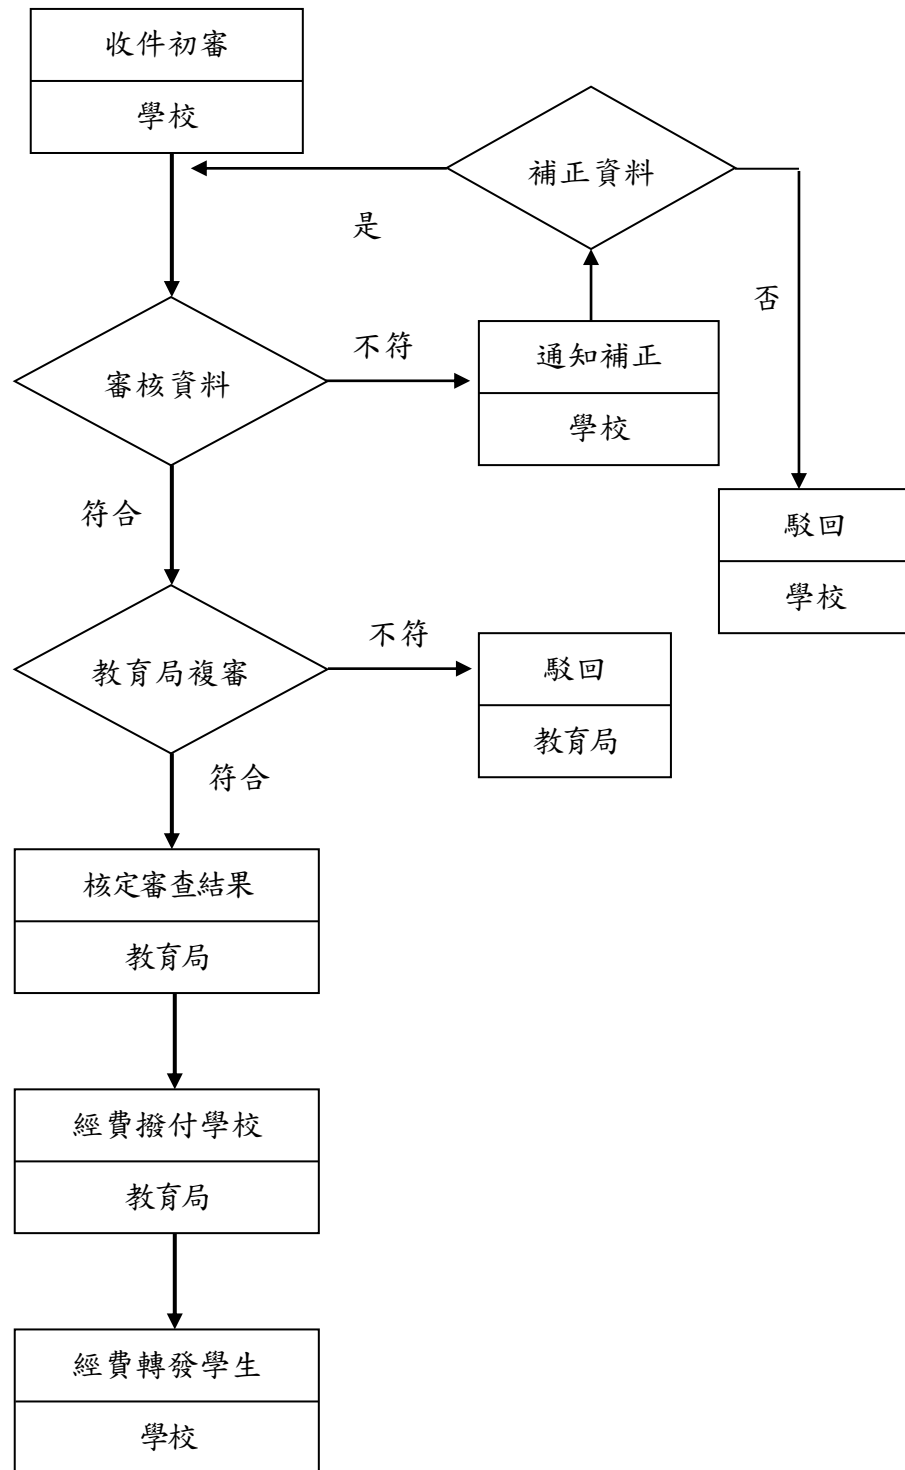 收件初審
學校
補正資料
是
否
不符
通知補正
學校
審核資料
符合
駁回
學校
不符
教育局複審
駁回
教育局
符合
核定審查結果
教育局
經費撥付學校
教育局
經費轉發學生
學校